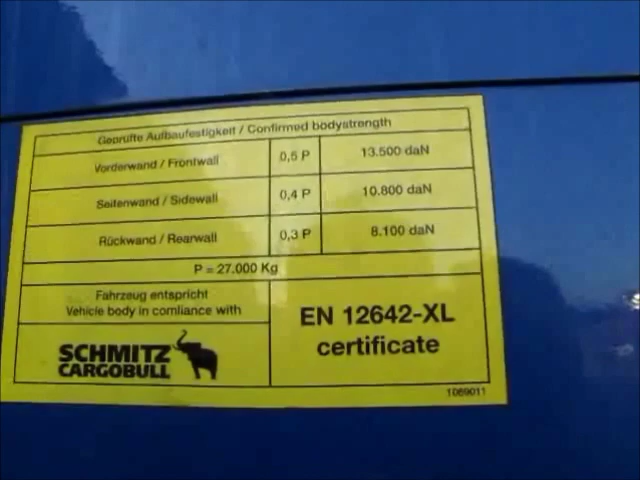 Geprüfte Aufbaufestigkeit / Confirmed bodystrength
Vorderwand / Frontwall 0,5 P 13.500 daN
Seitenwand / Sidewall 0,4 P 10.800 daN
Rückwand / Rearwall 0,3 P 8.100 daN
P = 27.000 Kg
Fahrzeug entspricht
Vehicle body in comliance with
EN 12642-XL
certificate
SCHMITZ
CARGOBULL
1069011